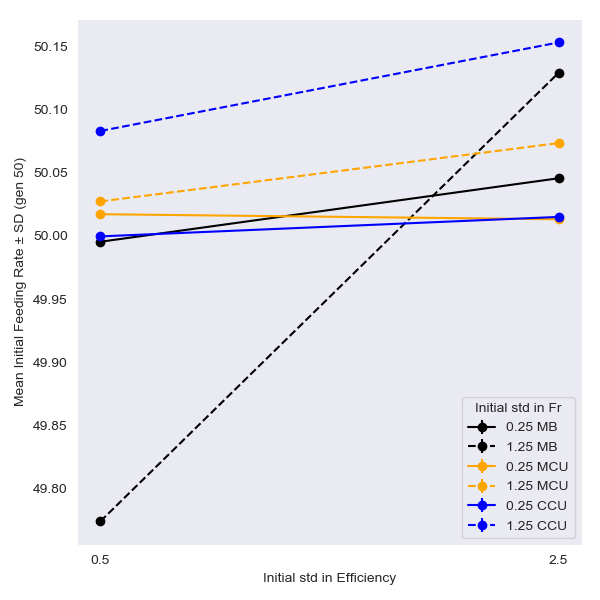 50.15
50.10
50.05
50.00
49.95
49.90
49.85
49.80
Mean Initial Feeding Rate ± SD (gen 50)
0.5
2.5
Initial std in Efficiency
Initial std in Fr
0.25 MB
1.25 MB
0.25 MCU
1.25 MCU
0.25 CCU
1.25 CCU